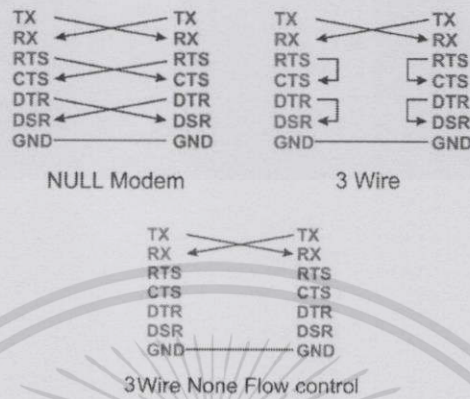 TX TX TX TX
RX RX RX RX
RTS RTS RTS RTS
CTS CTS CTS CTS
DTR DTR DTR DTR
DSR DSR DSR DSR
GND GND GND GND
NULL Modem 3 Wire
TX TX
RX RX
RTS RTS
CTS CTS
DTR DTR
DSR DSR
GND GND
3Wire None Flow control